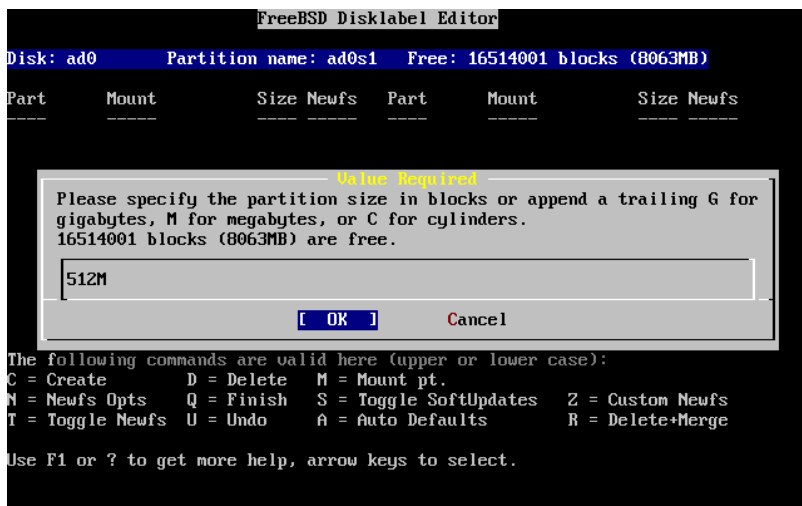 FreeBSD Disklabel Editor
Disk: ad0 Partition name: ad0s1 Free: 16514001 blocks (8063MB)
Part Mount Size Newfs Part Mount Size Newfs
---- ----- ---- ----- ---- ----- ---- -----
Value Required
Please specify the partition size in blocks or append a trailing G for
gigabytes, M for megabytes, or C for cylinders.
16514001 blocks (8063MB) are free.
512M
[ OK ] Cancel
The following commands are valid here (upper or lower case):
C = Create D = Delete M = Mount pt.
N = Newfs Opts Q = Finish S = Toggle SoftUpdates Z = Custom Newfs
T = Toggle Newfs U = Undo A = Auto Defaults R = Delete+Merge
Use F1 or ? to get more help, arrow keys to select.